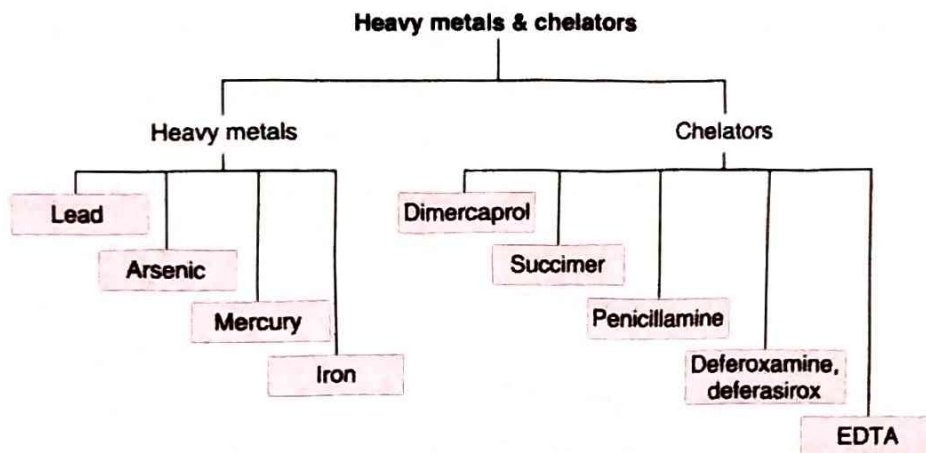 Heavy metals & chelators
Heavy metals
Chelators
Lead
Arsenic
Mercury
Iron
Dimercaprol
Succimer
Penicillamine
Deferoxamine,
deferasirox
EDTA